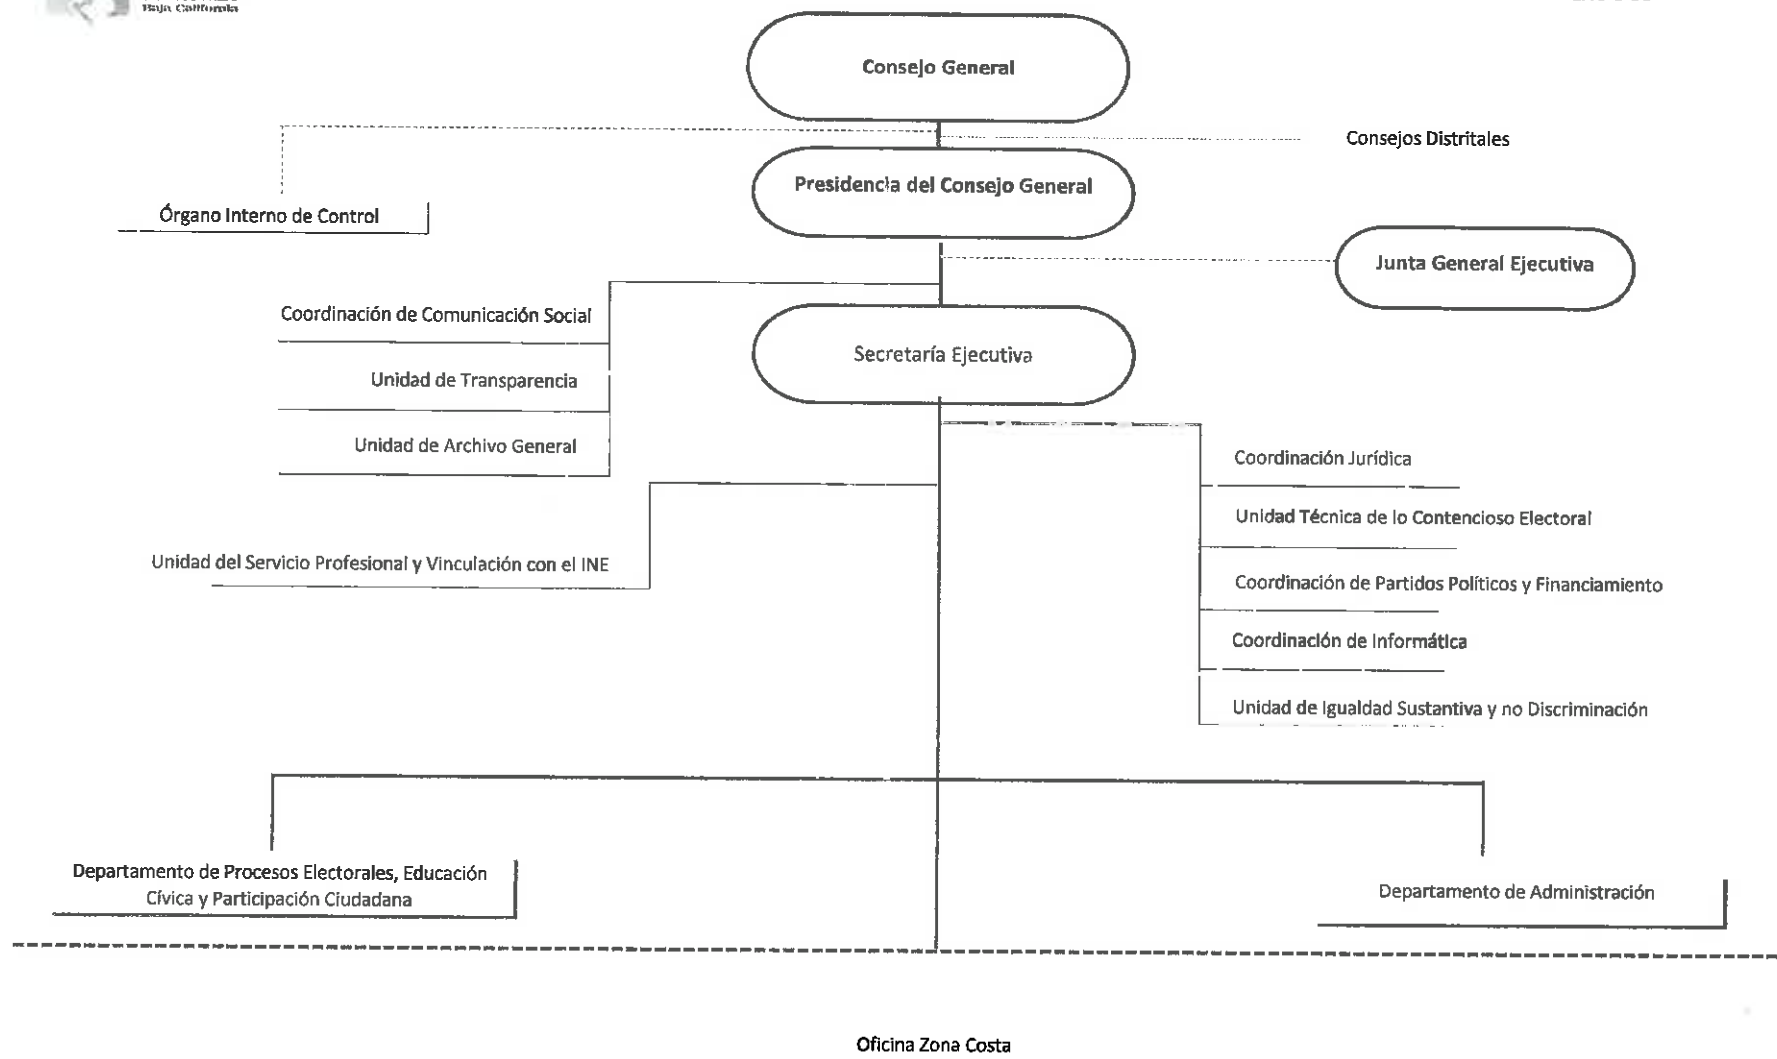 Baja California
Consejo General
Consejos Distritales
Presidencia del Consejo General
Órgano Interno de Control
Junta General Ejecutiva
Coordinación de Comunicación Social
Secretaría Ejecutiva
Unidad de Transparencia
Unidad de Archivo General
Coordinación Jurídica
Unidad Técnica de lo Contencioso Electoral
Unidad del Servicio Profesional y Vinculación con el INE
Coordinación de Partidos Políticos y Financiamiento
Coordinación de Informática
Unidad de Igualdad Sustantiva y no Discriminación
Departamento de Procesos Electorales, Educación
Cívica y Participación Ciudadana
Departamento de Administración
Oficina Zona Costa